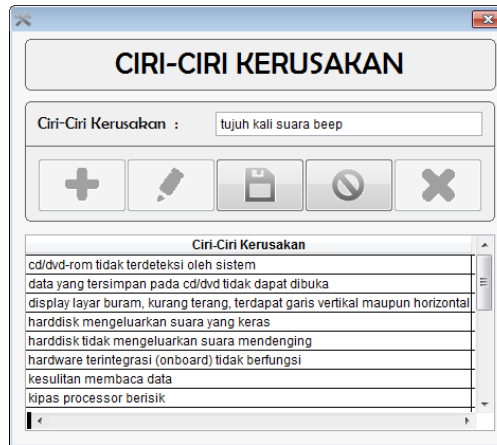 CIRI-CIRI KERUSAKAN
Ciri-Ciri Kerusakan : tujuh kali suara beep
Ciri-Ciri Kerusakan
cd/dvd-rom tidak terdeteksi oleh sistem
data yang tersimpan pada cd/dvd tidak dapat dibuka
display layar buram, kurang terang, terdapat garis vertikal maupun horizontal
harddisk mengeluarkan suara yang keras
harddisk tidak mengeluarkan suara mendenging
hardware terintegrasi (onboard) tidak berfungsi
kesulitan membaca data
kipas processor berisik